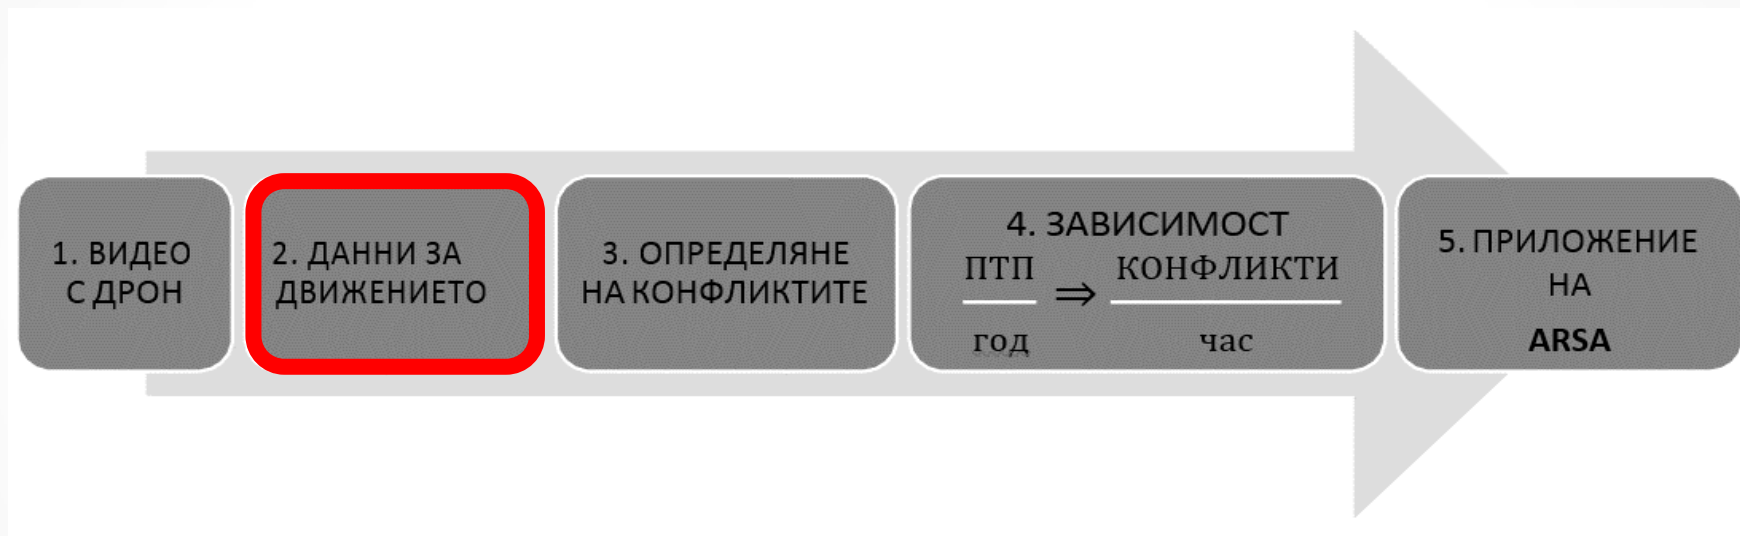 1. ВИДЕО
С ДРОН
2. ДАННИ ЗА
ДВИЖЕНИЕТО
3. ОПРЕДЕЛЯНЕ
НА КОНФЛИКТИТЕ
4. ЗАВИСИМОСТ
ПТП ⇒ КОНФЛИКТИ
год час
5. ПРИЛОЖЕНИЕ
НА
ARSA